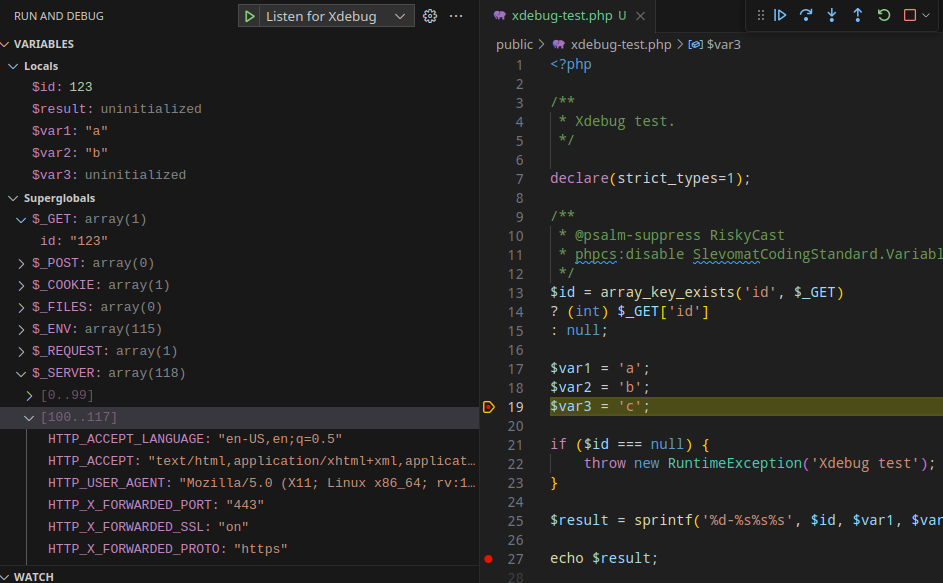 RUN AND DEBUG
Listen for Xdebug
VARIABLES
Locals
$id: 123
$result: uninitialized
$var1: "a"
$var2: "b"
$var3: uninitialized
Superglobals
$_GET: array(1)
id: "123"
$_POST: array(0)
$_COOKIE: array(1)
$_FILES: array(0)
$_ENV: array(115)
$_REQUEST: array(1)
$_SERVER: array(118)
[0..99]
[100..117]
HTTP_ACCEPT_LANGUAGE: "en-US,en;q=0.5"
HTTP_ACCEPT: "text/html,application/xhtml+xml,applicat…
HTTP_USER_AGENT: "Mozilla/5.0 (X11; Linux x86_64; rv:1…
HTTP_X_FORWARDED_PORT: "443"
HTTP_X_FORWARDED_SSL: "on"
HTTP_X_FORWARDED_PROTO: "https"
WATCH
xdebug-test.php U
public > xdebug-test.php > $var3
1 <?php
2
3 /**
4 * Xdebug test.
5 */
6
7 declare(strict_types=1);
8
9 /**
10 * @psalm-suppress RiskyCast
11 * phpcs:disable SlevomatCodingStandard.Variabl
12 */
13 $id = array_key_exists('id', $_GET)
14 ? (int) $_GET['id']
15 : null;
16
17 $var1 = 'a';
18 $var2 = 'b';
19 $var3 = 'c';
20
21 if ($id === null) {
22 throw new RuntimeException('Xdebug test');
23 }
24
25 $result = sprintf('%d-%s%s%s', $id, $var1, $var
26
27 echo $result;
28